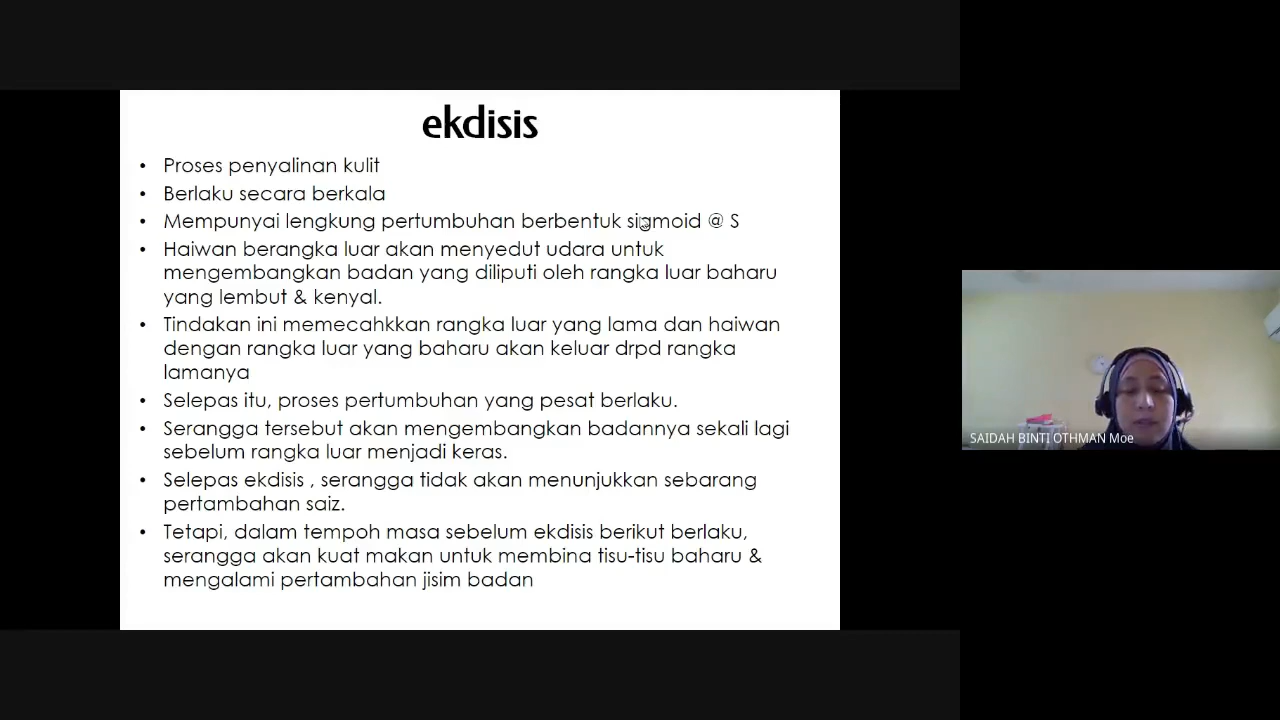 ekdisis
• Proses penyalinan kulit
• Berlaku secara berkala
• Mempunyai lengkung pertumbuhan berbentuk sigmoid @ S
• Haiwan berangka luar akan menyedut udara untuk
mengembangkan badan yang diliputi oleh rangka luar baharu
yang lembut & kenyal.
• Tindakan ini memecahkkan rangka luar yang lama dan haiwan
dengan rangka luar yang baharu akan keluar drpd rangka
lamanya
• Selepas itu, proses pertumbuhan yang pesat berlaku.
• Serangga tersebut akan mengembangkan badannya sekali lagi
sebelum rangka luar menjadi keras.
• Selepas ekdisis , serangga tidak akan menunjukkan sebarang
pertambahan saiz.
• Tetapi, dalam tempoh masa sebelum ekdisis berikut berlaku,
serangga akan kuat makan untuk membina tisu-tisu baharu &
mengalami pertambahan jisim badan
SAIDAH BINTI OTHMAN Moe